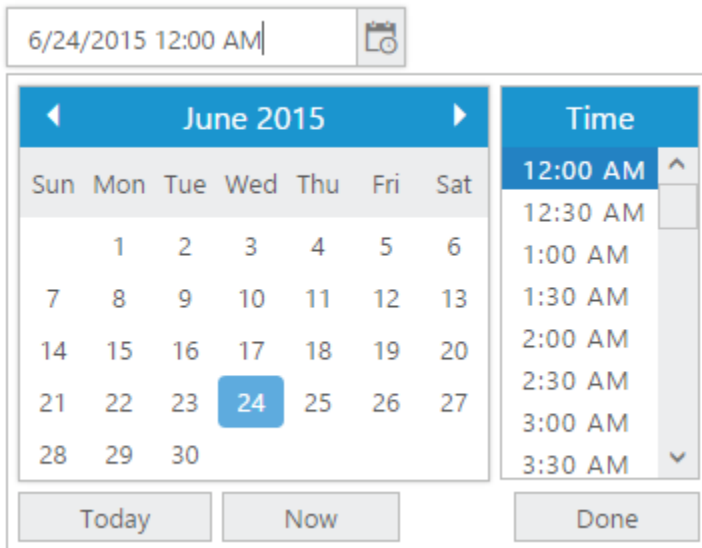 6/24/2015 12:00 AM
June 2015
Sun Mon Tue Wed Thu Fri Sat
1 2 3 4 5 6
7 8 9 10 11 12 13
14 15 16 17 18 19 20
21 22 23 24 25 26 27
28 29 30
Time
12:00 AM
12:30 AM
1:00 AM
1:30 AM
2:00 AM
2:30 AM
3:00 AM
3:30 AM
Today Now Done